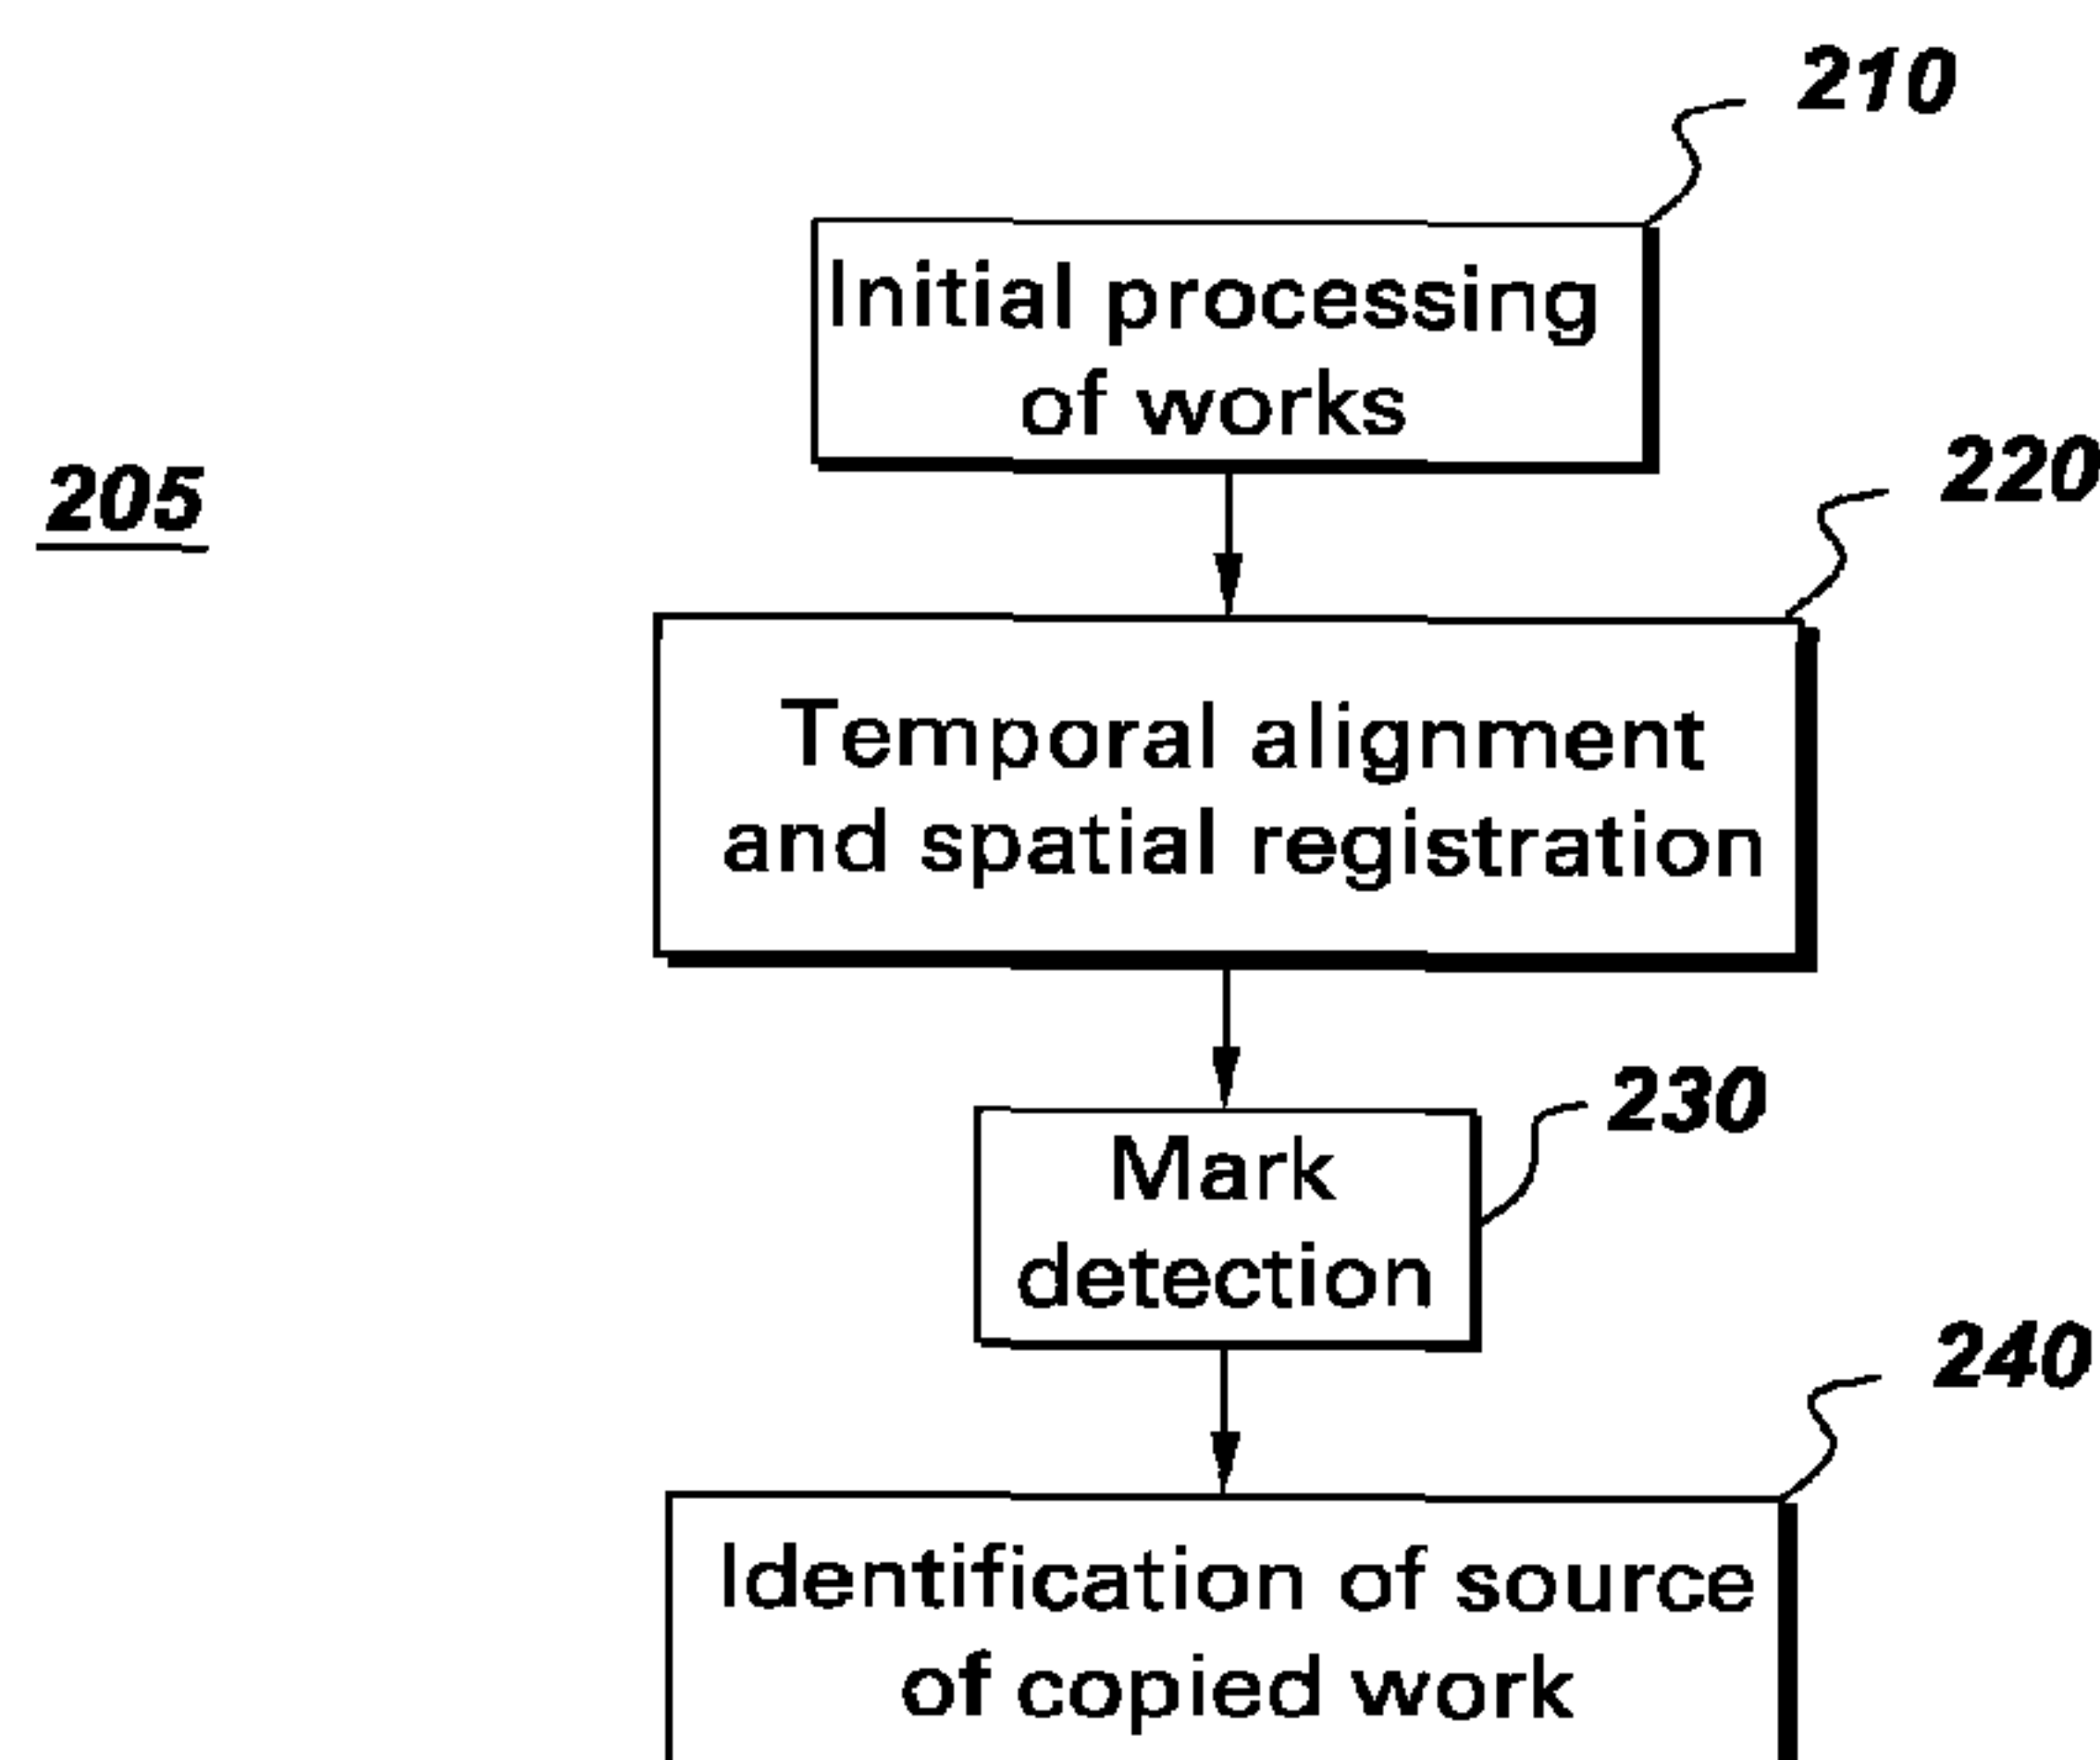 210
Initial processing
of works
205
220
Temporal alignment
and spatial registration
230
Mark
detection
240
Identification of source
of copied work